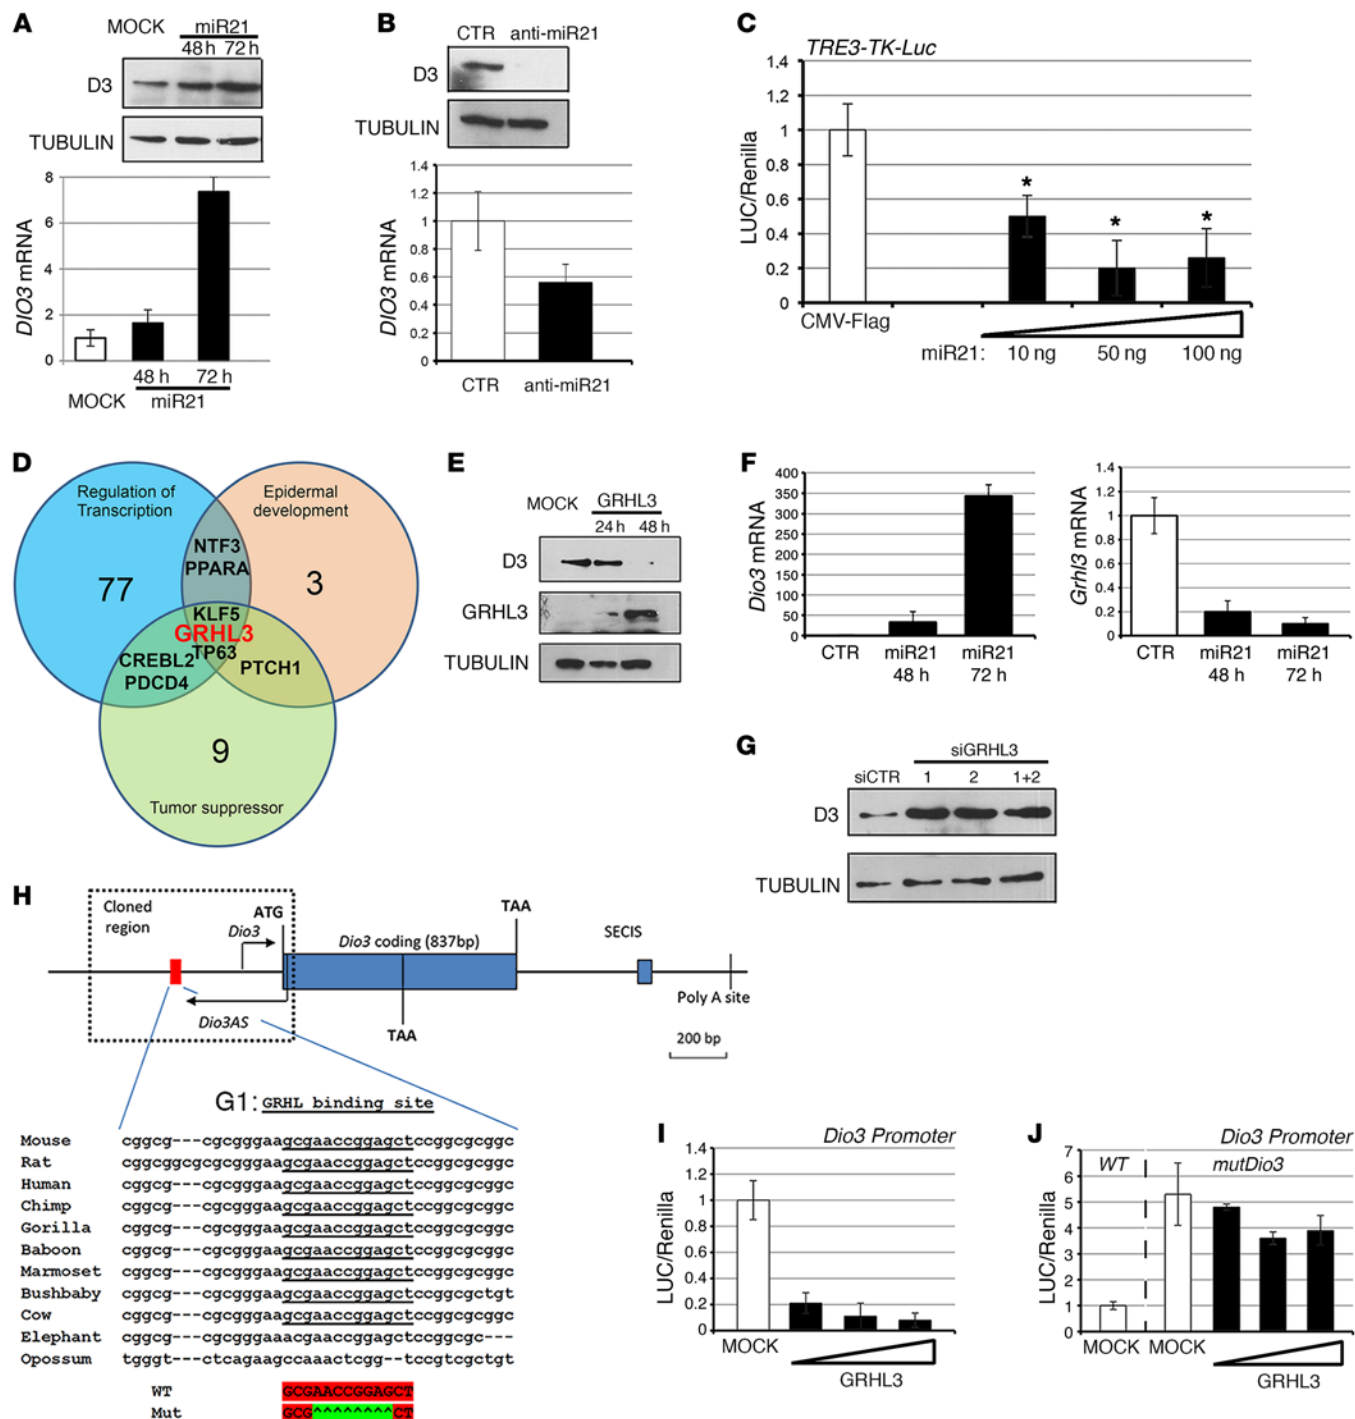 A
MOCK miR21
48 h 72 h
D3
TUBULIN
8
6
4
2
0
DIO3 mRNA
48 h 72 h
MOCK miR21
B
CTR anti-miR21
D3
TUBULIN
1.4
1.2
1
0.8
0.6
0.4
0.2
0
DIO3 mRNA
CTR anti-miR21
C
TRE3-TK-Luc
1.4
1.2
1
0.8
0.6
0.4
0.2
0
LUC/Renilla
* * *
CMV-Flag
miR21: 10 ng 50 ng 100 ng
D
Regulation of
Transcription
Epidermal
development
NTF3
PPARA
77
3
KLF5
GRHL3
TP63
CREBL2
PDCD4
PTCH1
9
Tumor suppressor
E
MOCK GRHL3
24 h 48 h
D3
GRHL3
TUBULIN
F
400
350
300
250
200
150
100
50
0
Dio3 mRNA
CTR miR21 miR21
48 h 72 h
1.4
1.2
1
0.8
0.6
0.4
0.2
0
Grhl3 mRNA
CTR miR21 miR21
48 h 72 h
G
siGRHL3
siCTR 1 2 1+2
D3
TUBULIN
H
Cloned
region
Dio3
ATG
Dio3 coding (837bp)
TAA
SECIS
Poly A site
Dio3AS
TAA
200 bp
G1: GRHL binding site
Mouse cggcg---cgcgggaagcgaaccggagctccggcgcggc
Rat cggcggcgcgcgggaagcgaaccggagctccggcgcggc
Human cggcg---cgcgggaagcgaaccggagctccggcgcggc
Chimp cggcg---cgcgggaagcgaaccggagctccggcgcggc
Gorilla cggcg---cgcgggaagcgaaccggagctccggcgcggc
Baboon cggcg---cgcgggaagcgaaccggagctccggcgcggc
Marmoset cggcg---cgcgggaagcgaaccggagctccggcgcggc
Bushbaby cggcg---cgcgggaagcgaaccggagctccggcgctgt
Cow cggcg---cgcgggaagcgaaccggagctccggcgcggc
Elephant cggcg---cgcgggaaacgaaccggagctccggcgc---
Opossum tgggt---ctcagaagccaaactcgg--tccgtcgctgt
WT GCGAACCGGAGCT
Mut GCG^^^^^^^^CT
I
Dio3 Promoter
1.4
1.2
1
0.8
0.6
0.4
0.2
0
LUC/Renilla
MOCK
GRHL3
J
Dio3 Promoter
WT mutDio3
7
6
5
4
3
2
1
0
LUC/Renilla
MOCK MOCK
GRHL3